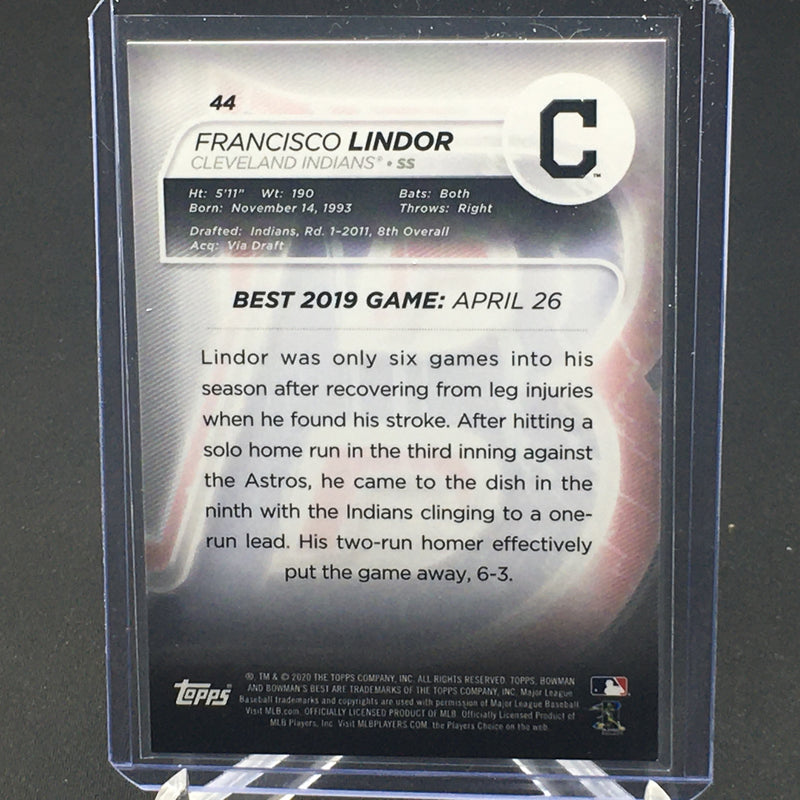 44
FRANCISCO LINDOR
CLEVELAND INDIANS® • SS
C™
Ht: 5'11" Wt: 190 Bats: Both
Born: November 14, 1993 Throws: Right
Drafted: Indians, Rd. 1-2011, 8th Overall
Acq: Via Draft
BEST 2019 GAME: APRIL 26
Lindor was only six games into his
season after recovering from leg injuries
when he found his stroke. After hitting a
solo home run in the third inning against
the Astros, he came to the dish in the
ninth with the Indians clinging to a one-
run lead. His two-run homer effectively
put the game away, 6-3.
Topps®
®, TM & © 2020 THE TOPPS COMPANY, INC. ALL RIGHTS RESERVED. TOPPS, BOWMAN
AND BOWMAN'S BEST ARE TRADEMARKS OF THE TOPPS COMPANY, INC. Major League
Baseball trademarks and copyrights are used with permission of Major League Baseball.
Visit MLB.com. OFFICIALLY LICENSED PRODUCT OF MLB Officially Licensed Product of
MLB Players, Inc. Visit MLBPLAYERS.COM, the Players Choice on the web.